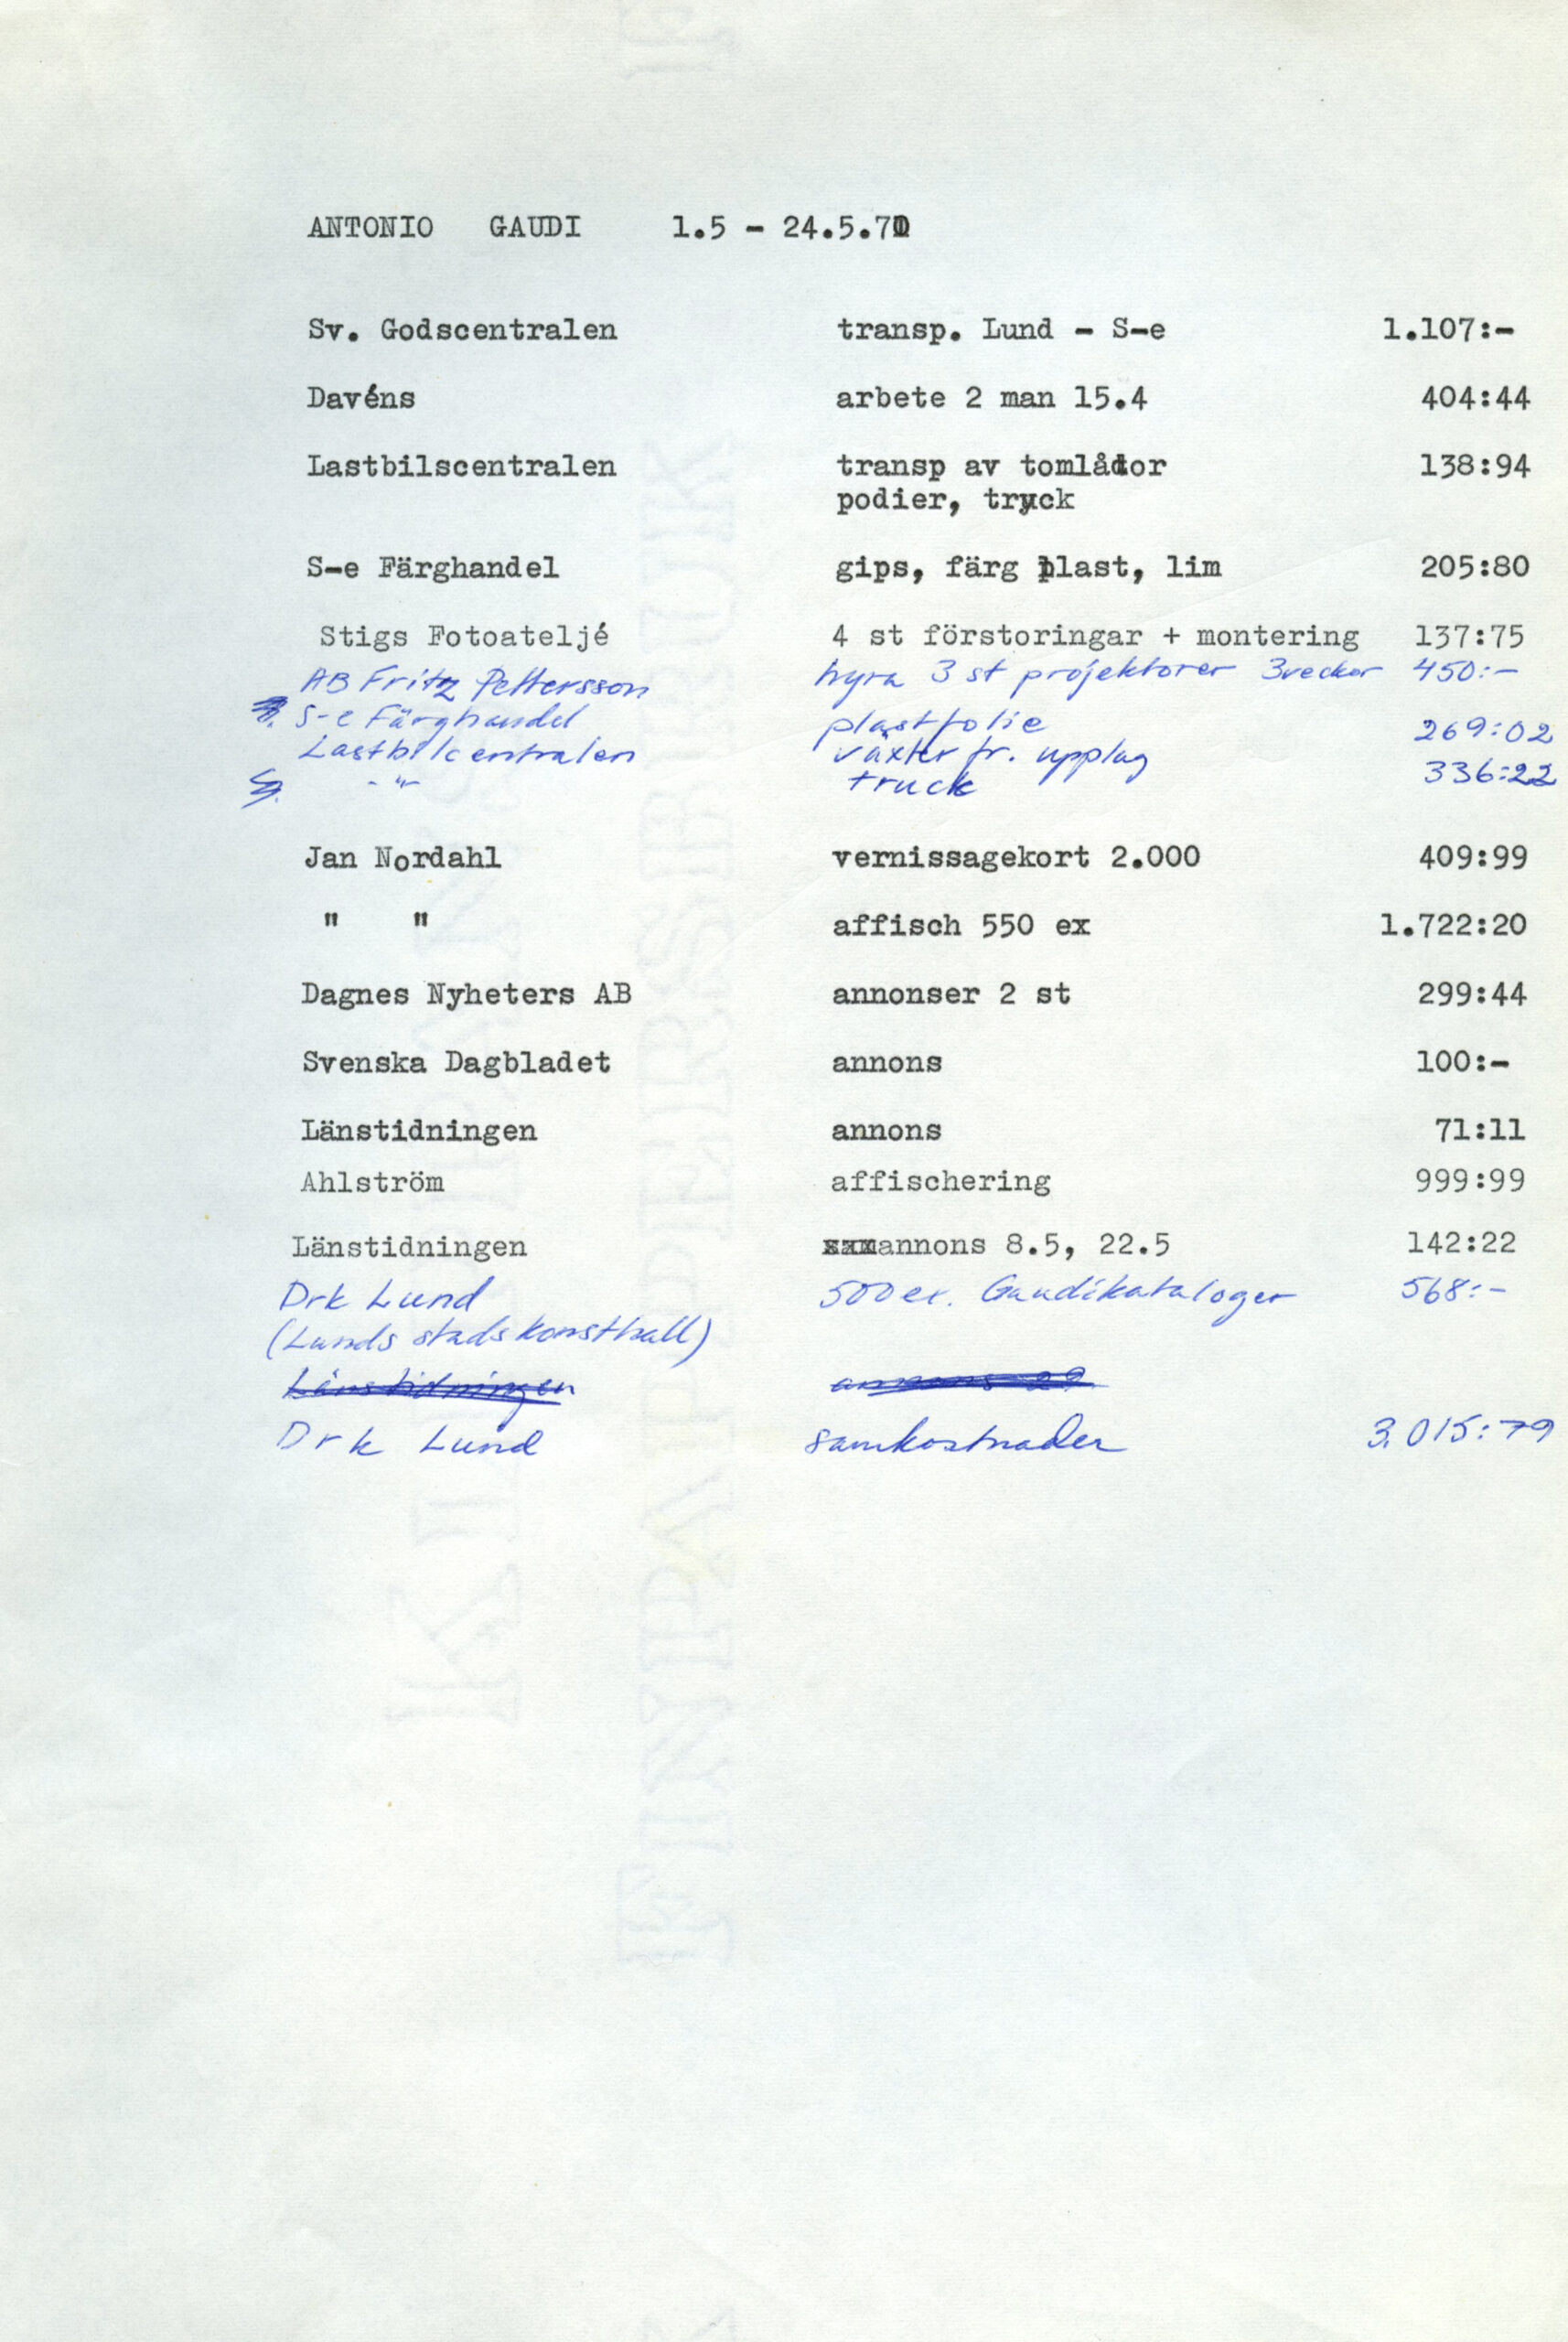 ANTONIO GAUDI 1.5 - 24.5.70
Sv. Godscentralen transp. Lund - S-e 1.107:-
Davéns arbete 2 man 15.4 404:44
Lastbilscentralen transp av tomlådor 138:94
podier, truck
S-e Färghandel gips, färg plast, lim 205:80
Stigs Fotoateljé 4 st förstoringar + montering 137:75
AB Fritz Pettersson hyra 3 st projektorer 3veckor 450:-
S-e Färghandel plastfolie 269:02
Lastbilcentralen växter fr. upplag 336:22
- " - truck
Jan Nordahl vernissagekort 2.000 409:99
" " affisch 550 ex 1.722:20
Dagnes Nyheters AB annonser 2 st 299:44
Svenska Dagbladet annons 100:-
Länstidningen annons 71:11
Ahlström affischering 999:99
Länstidningen annons 8.5, 22.5 142:22
Drk Lund 500 ex. Gaudikataloger 568:-
(Lunds stads konsthall)
Länstidningen annons 29
Drk Lund samkostnader 3.015:79